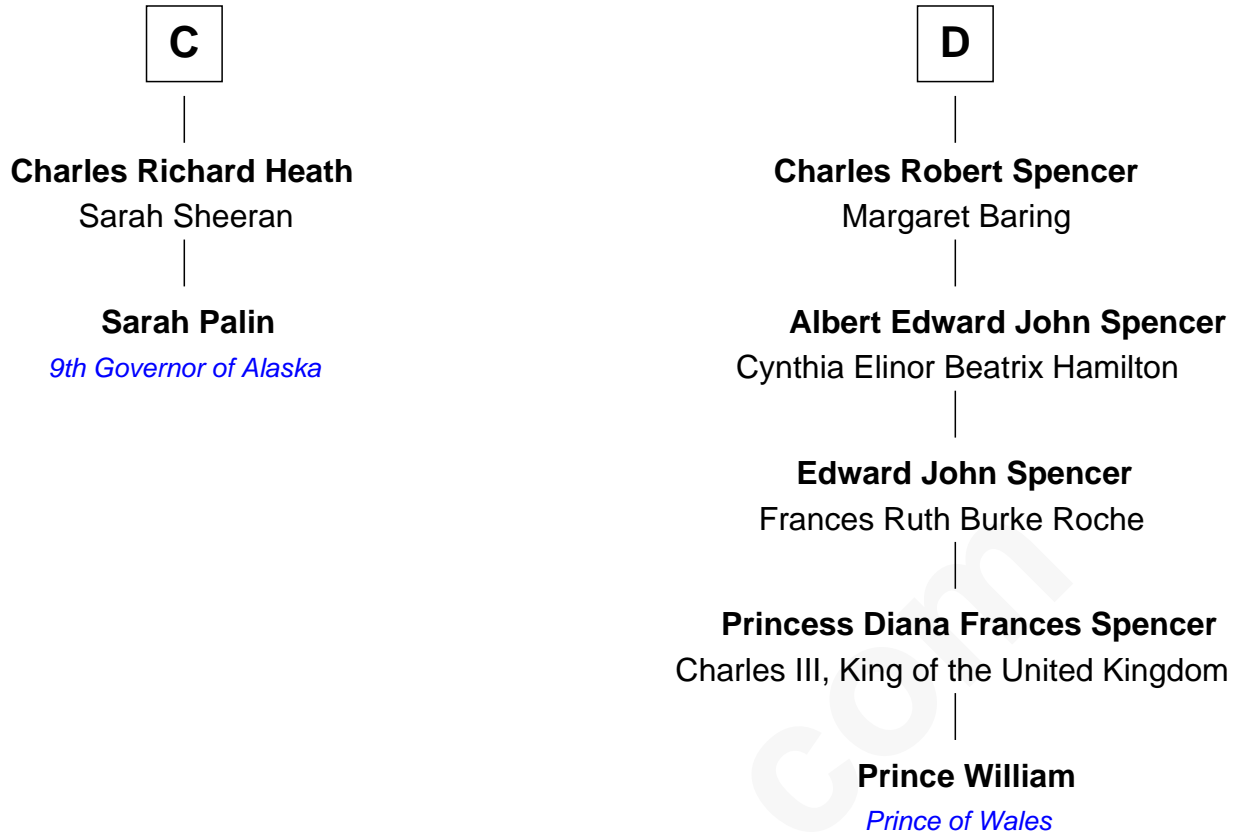 C
Charles Richard Heath
Sarah Sheeran
Sarah Palin
9th Governor of Alaska
D
Charles Robert Spencer
Margaret Baring
Albert Edward John Spencer
Cynthia Elinor Beatrix Hamilton
Edward John Spencer
Frances Ruth Burke Roche
Princess Diana Frances Spencer
Charles III, King of the United Kingdom
Prince William
Prince of Wales
com